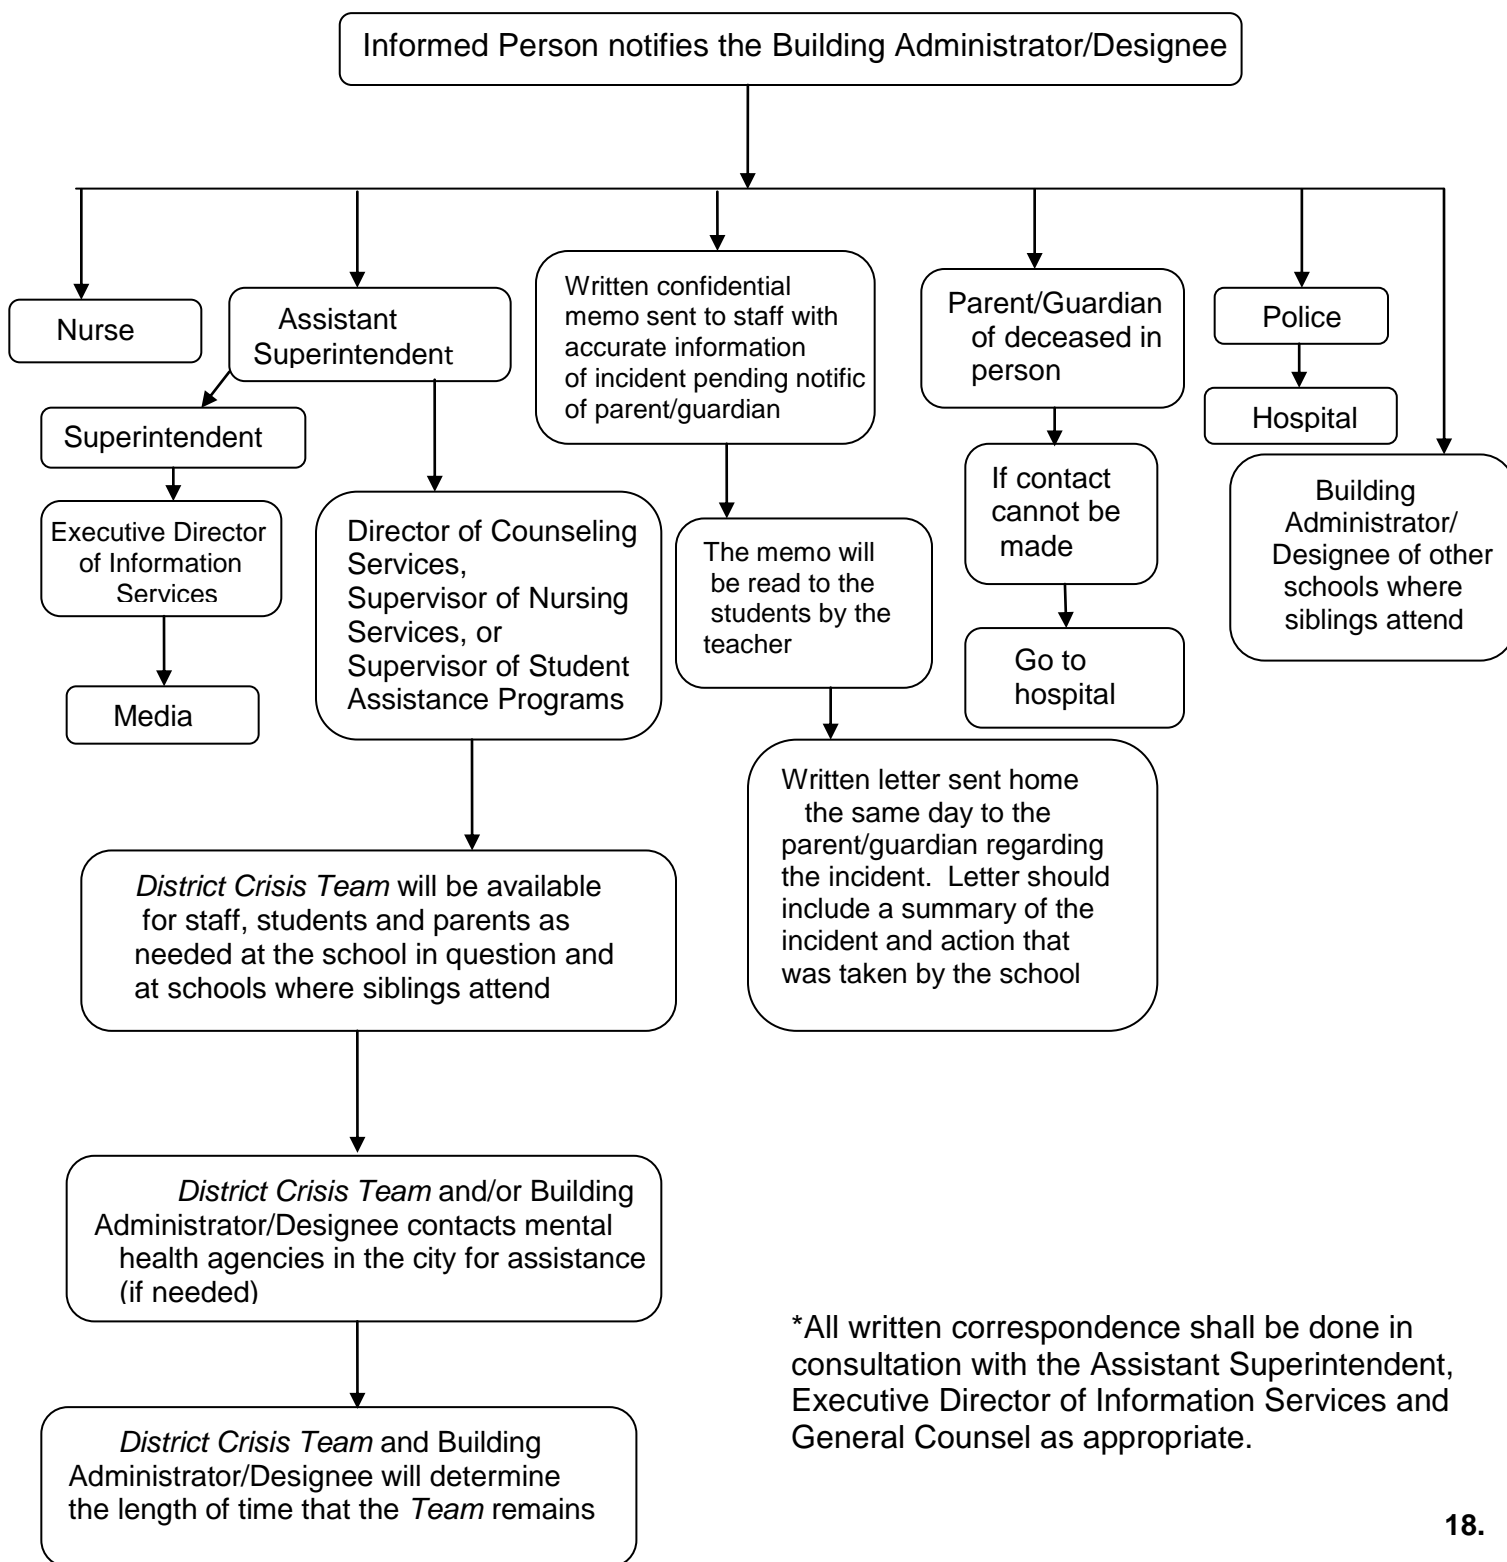 Informed Person notifies the Building Administrator/Designee
Nurse
Assistant
Superintendent
Written confidential
memo sent to staff with
accurate information
of incident pending notific
of parent/guardian
Parent/Guardian
of deceased in
person
Police
Hospital
Superintendent
Executive Director
of Information
Services
Media
Director of Counseling
Services,
Supervisor of Nursing
Services, or
Supervisor of Student
Assistance Programs
The memo will
be read to the
students by the
teacher
If contact
cannot be
made
Go to
hospital
Building
Administrator/
Designee of other
schools where
siblings attend
Written letter sent home
the same day to the
parent/guardian regarding
the incident.  Letter should
include a summary of the
incident and action that
was taken by the school
District Crisis Team will be available
for staff, students and parents as
needed at the school in question and
at schools where siblings attend
District Crisis Team and/or Building
Administrator/Designee contacts mental
health agencies in the city for assistance
(if needed)
District Crisis Team and Building
Administrator/Designee will determine
the length of time that the Team remains
*All written correspondence shall be done in
consultation with the Assistant Superintendent,
Executive Director of Information Services and
General Counsel as appropriate.
18.